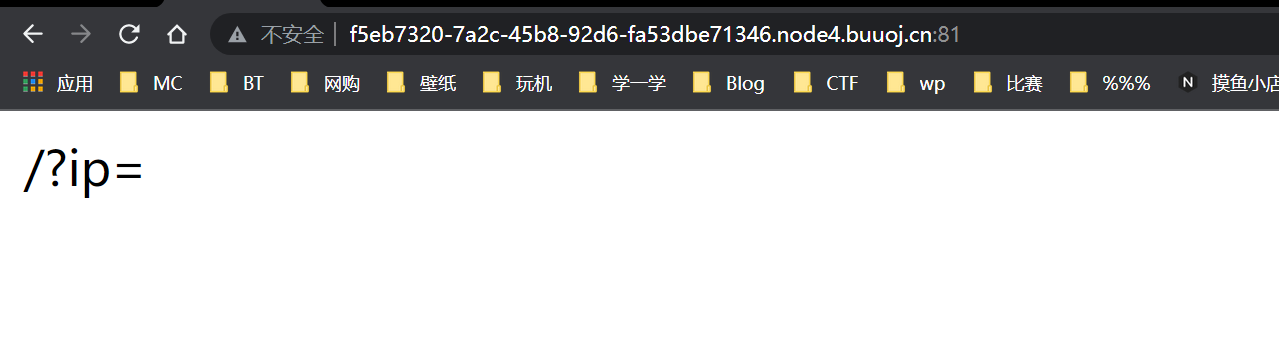 不安全 f5eb7320-7a2c-45b8-92d6-fa53dbe71346.node4.buuoj.cn:81
应用 MC BT 网购 壁纸 玩机 学一学 Blog CTF wp 比赛 %%% N 摸鱼小店
/?ip=